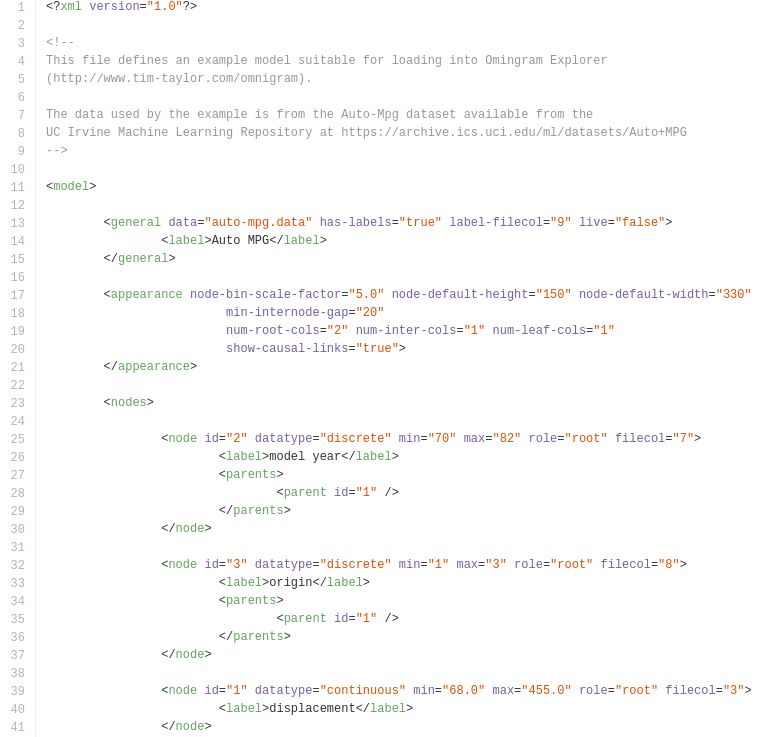 1 <?xml version="1.0"?>
2
3 <!--
4 This file defines an example model suitable for loading into Omingram Explorer
5 (http://www.tim-taylor.com/omnigram).
6
7 The data used by the example is from the Auto-Mpg dataset available from the
8 UC Irvine Machine Learning Repository at https://archive.ics.uci.edu/ml/datasets/Auto+MPG
9 -->
10
11 <model>
12
13 <general data="auto-mpg.data" has-labels="true" label-filecol="9" live="false">
14 <label>Auto MPG</label>
15 </general>
16
17 <appearance node-bin-scale-factor="5.0" node-default-height="150" node-default-width="330"
18 min-internode-gap="20"
19 num-root-cols="2" num-inter-cols="1" num-leaf-cols="1"
20 show-causal-links="true">
21 </appearance>
22
23 <nodes>
24
25 <node id="2" datatype="discrete" min="70" max="82" role="root" filecol="7">
26 <label>model year</label>
27 <parents>
28 <parent id="1" />
29 </parents>
30 </node>
31
32 <node id="3" datatype="discrete" min="1" max="3" role="root" filecol="8">
33 <label>origin</label>
34 <parents>
35 <parent id="1" />
36 </parents>
37 </node>
38
39 <node id="1" datatype="continuous" min="68.0" max="455.0" role="root" filecol="3">
40 <label>displacement</label>
41 </node>